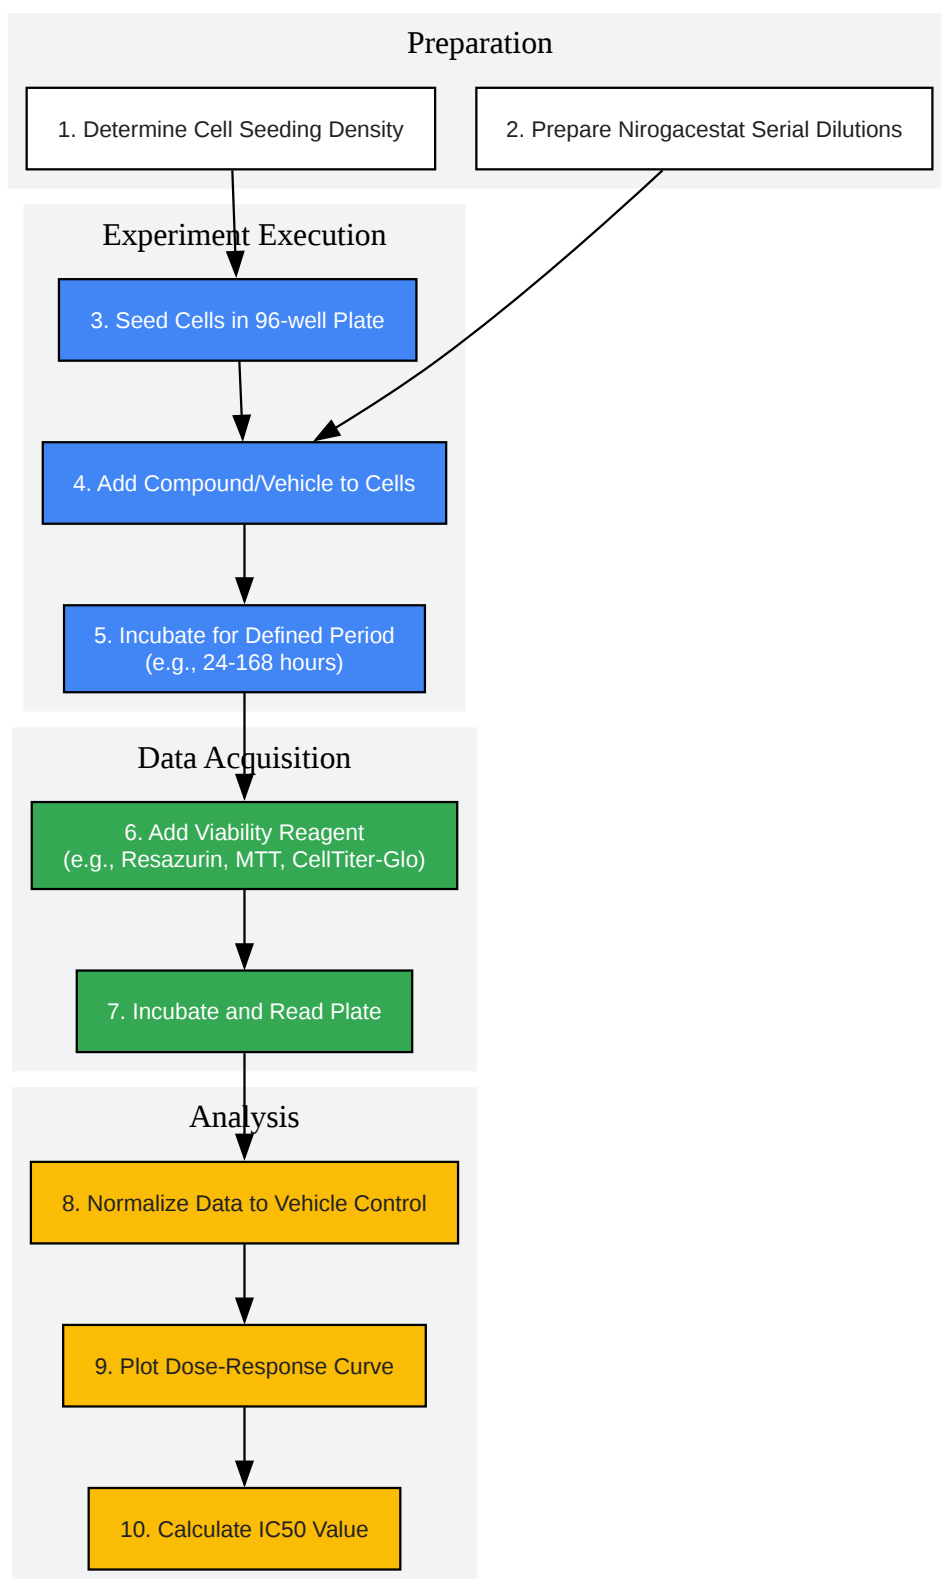 Preparation
1. Determine Cell Seeding Density
2. Prepare Nirogacestat Serial Dilutions
Experiment Execution
3. Seed Cells in 96-well Plate
4. Add Compound/Vehicle to Cells
5. Incubate for Defined Period
(e.g., 24-168 hours)
Data Acquisition
6. Add Viability Reagent
(e.g., Resazurin, MTT, CellTiter-Glo)
7. Incubate and Read Plate
Analysis
8. Normalize Data to Vehicle Control
9. Plot Dose-Response Curve
10. Calculate IC50 Value